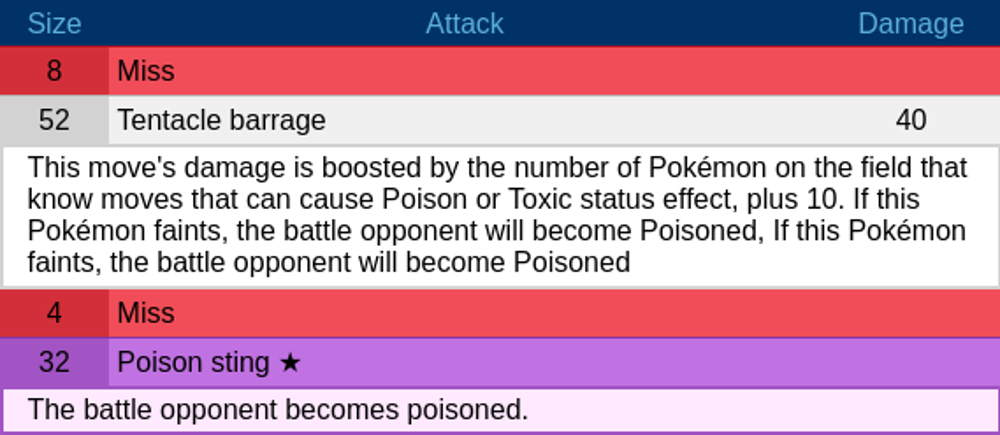 Size Attack Damage
8 Miss
52 Tentacle barrage 40
This move's damage is boosted by the number of Pokémon on the field that
know moves that can cause Poison or Toxic status effect, plus 10. If this
Pokémon faints, the battle opponent will become Poisoned, If this Pokémon
faints, the battle opponent will become Poisoned
4 Miss
32 Poison sting ★
The battle opponent becomes poisoned.